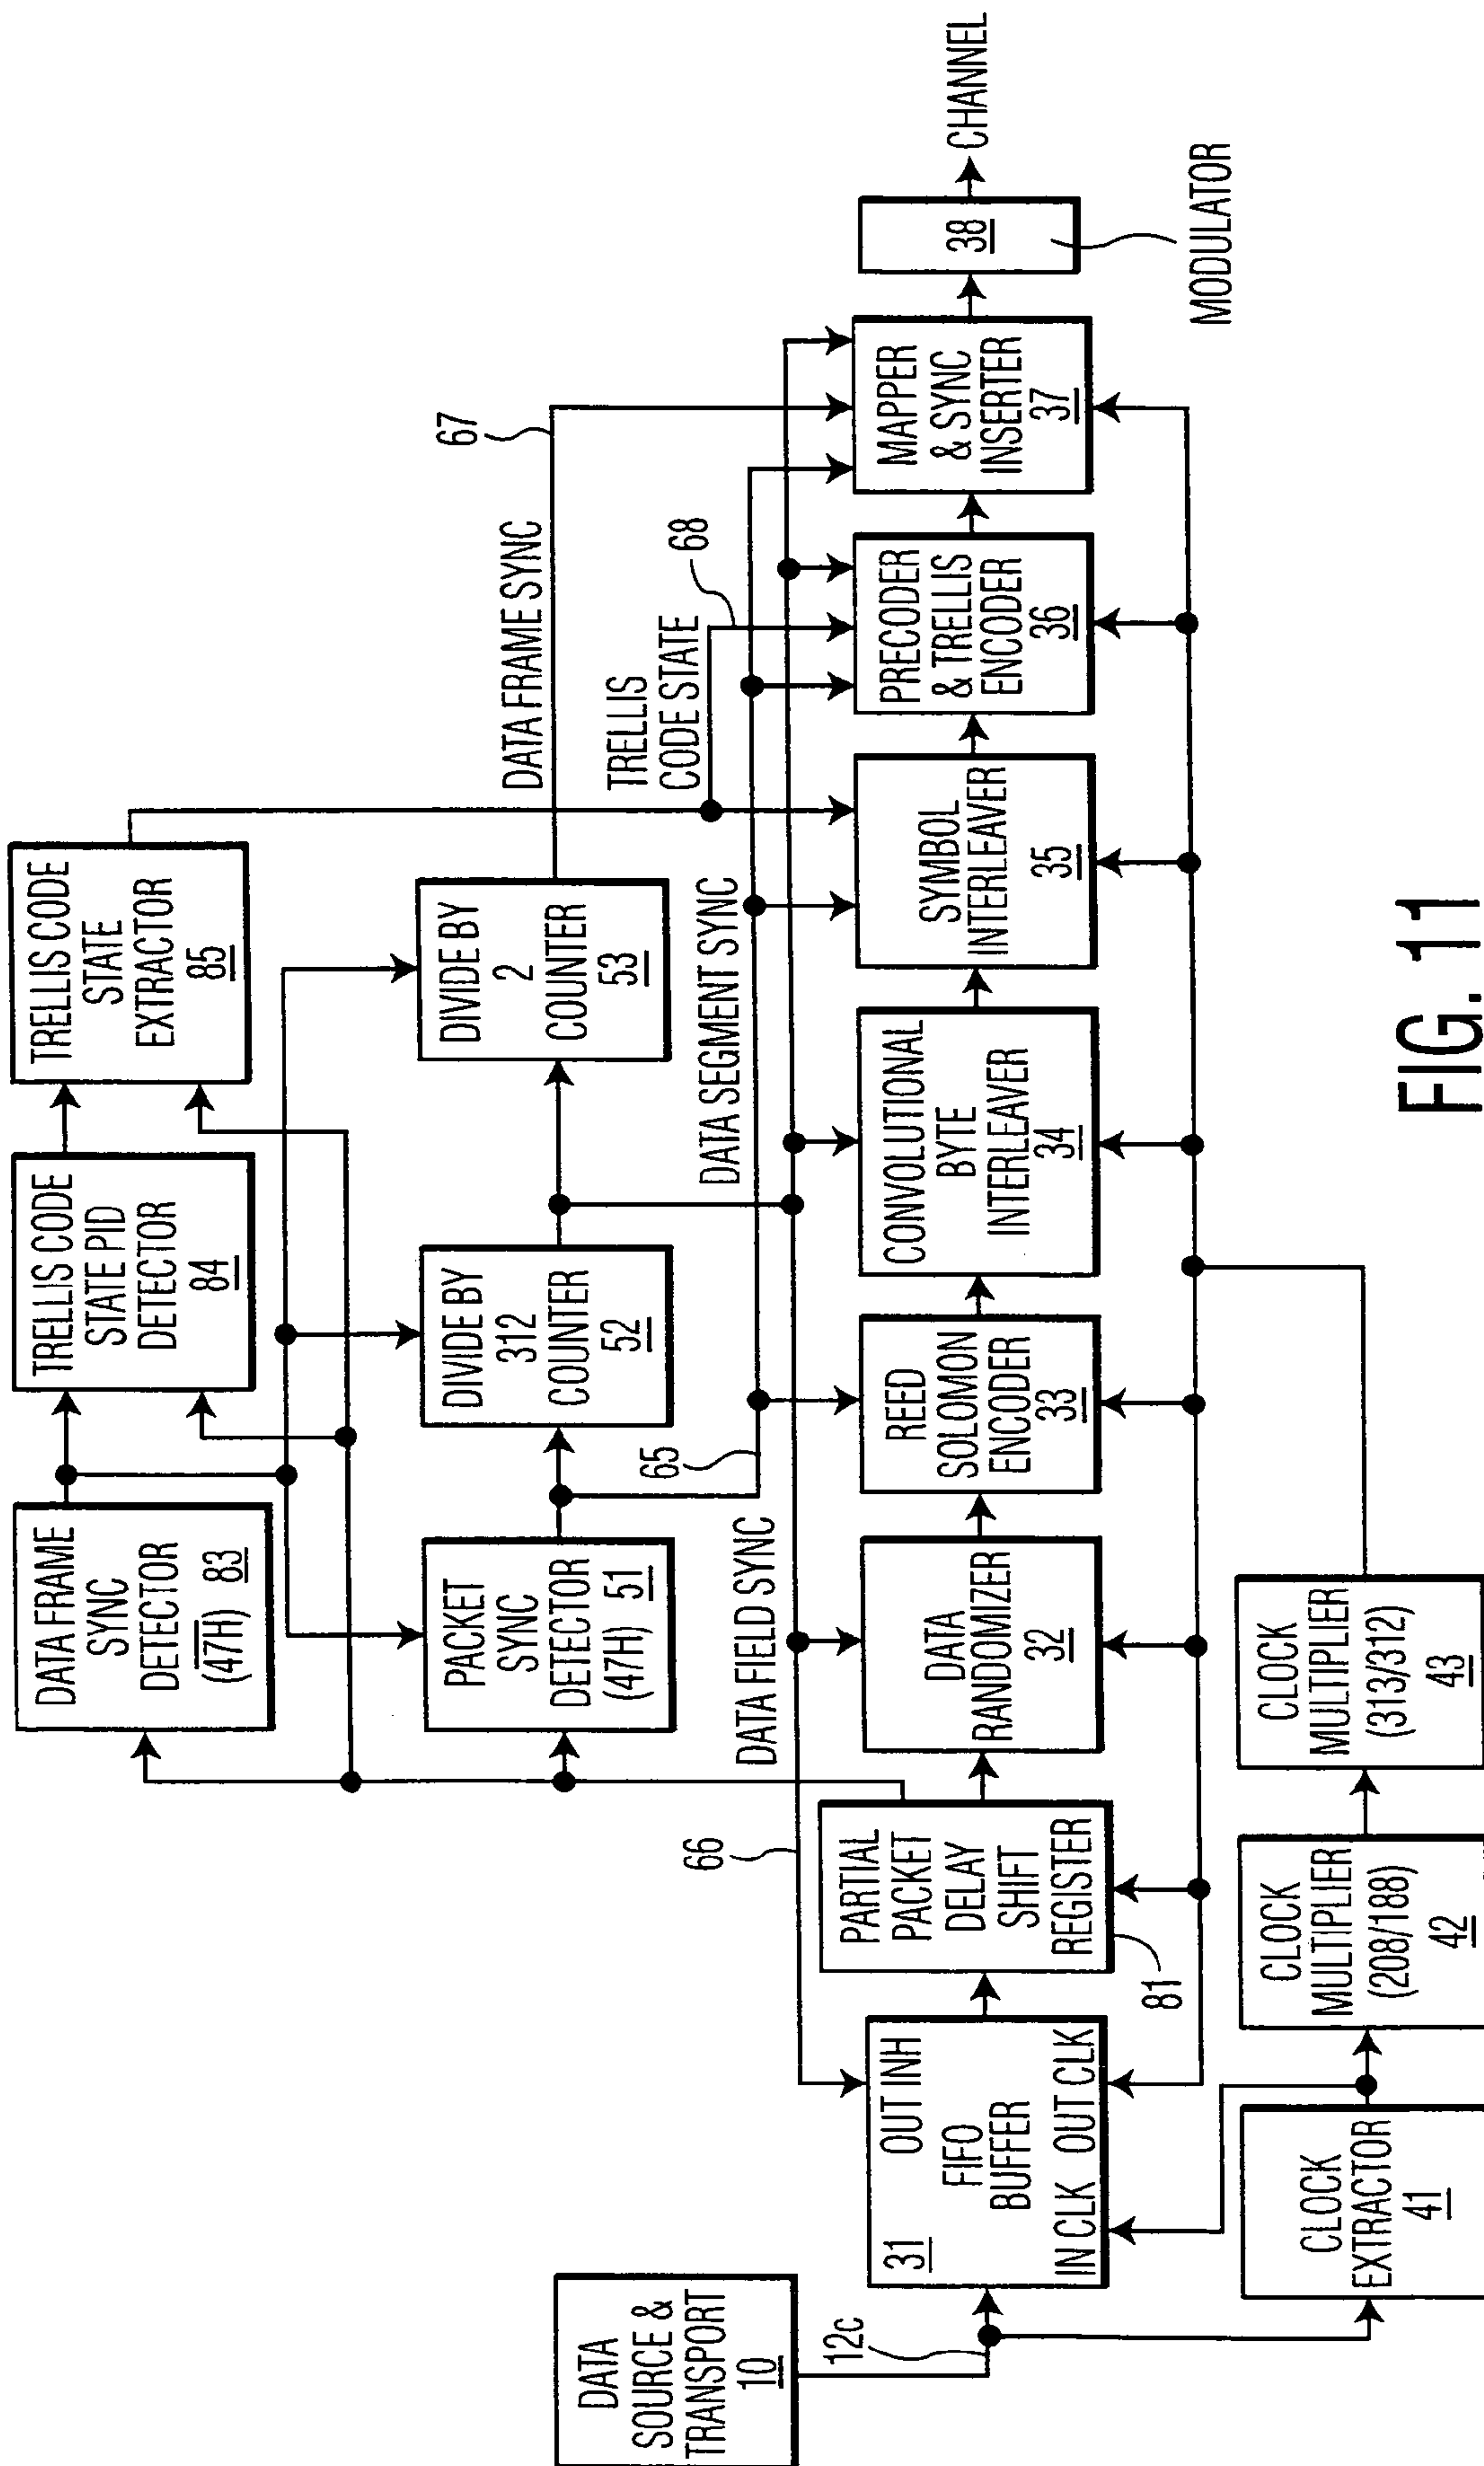 DATA FRAME
SYNC
DETECTOR
(47H) 83
TRELLIS CODE
STATE PID
DETECTOR
84
TRELLIS CODE
STATE
EXTRACTOR
85
PACKET
SYNC
DETECTOR
(47H) 51
DIVIDE BY
312
COUNTER
52
DIVIDE BY
2
COUNTER
53
DATA FRAME SYNC
67
TRELLIS
CODE STATE
68
65
DATA SEGMENT SYNC
DATA FIELD SYNC
66
DATA
SOURCE &
TRANSPORT
10
12c
OUT INH
31
FIFO
BUFFER
IN CLK OUT CLK
PARTIAL
PACKET
DELAY
SHIFT
REGISTER
81
DATA
RANDOMIZER
32
REED
SOLOMON
ENCODER
33
CONVOLUTIONAL
BYTE
INTERLEAVER
34
SYMBOL
INTERLEAVER
35
PRECODER
& TRELLIS
ENCODER
36
MAPPER
& SYNC
INSERTER
37
38
CHANNEL
MODULATOR
CLOCK
EXTRACTOR
41
CLOCK
MULTIPLIER
(208/188)
42
CLOCK
MULTIPLIER
(313/312)
43
FIG. 11